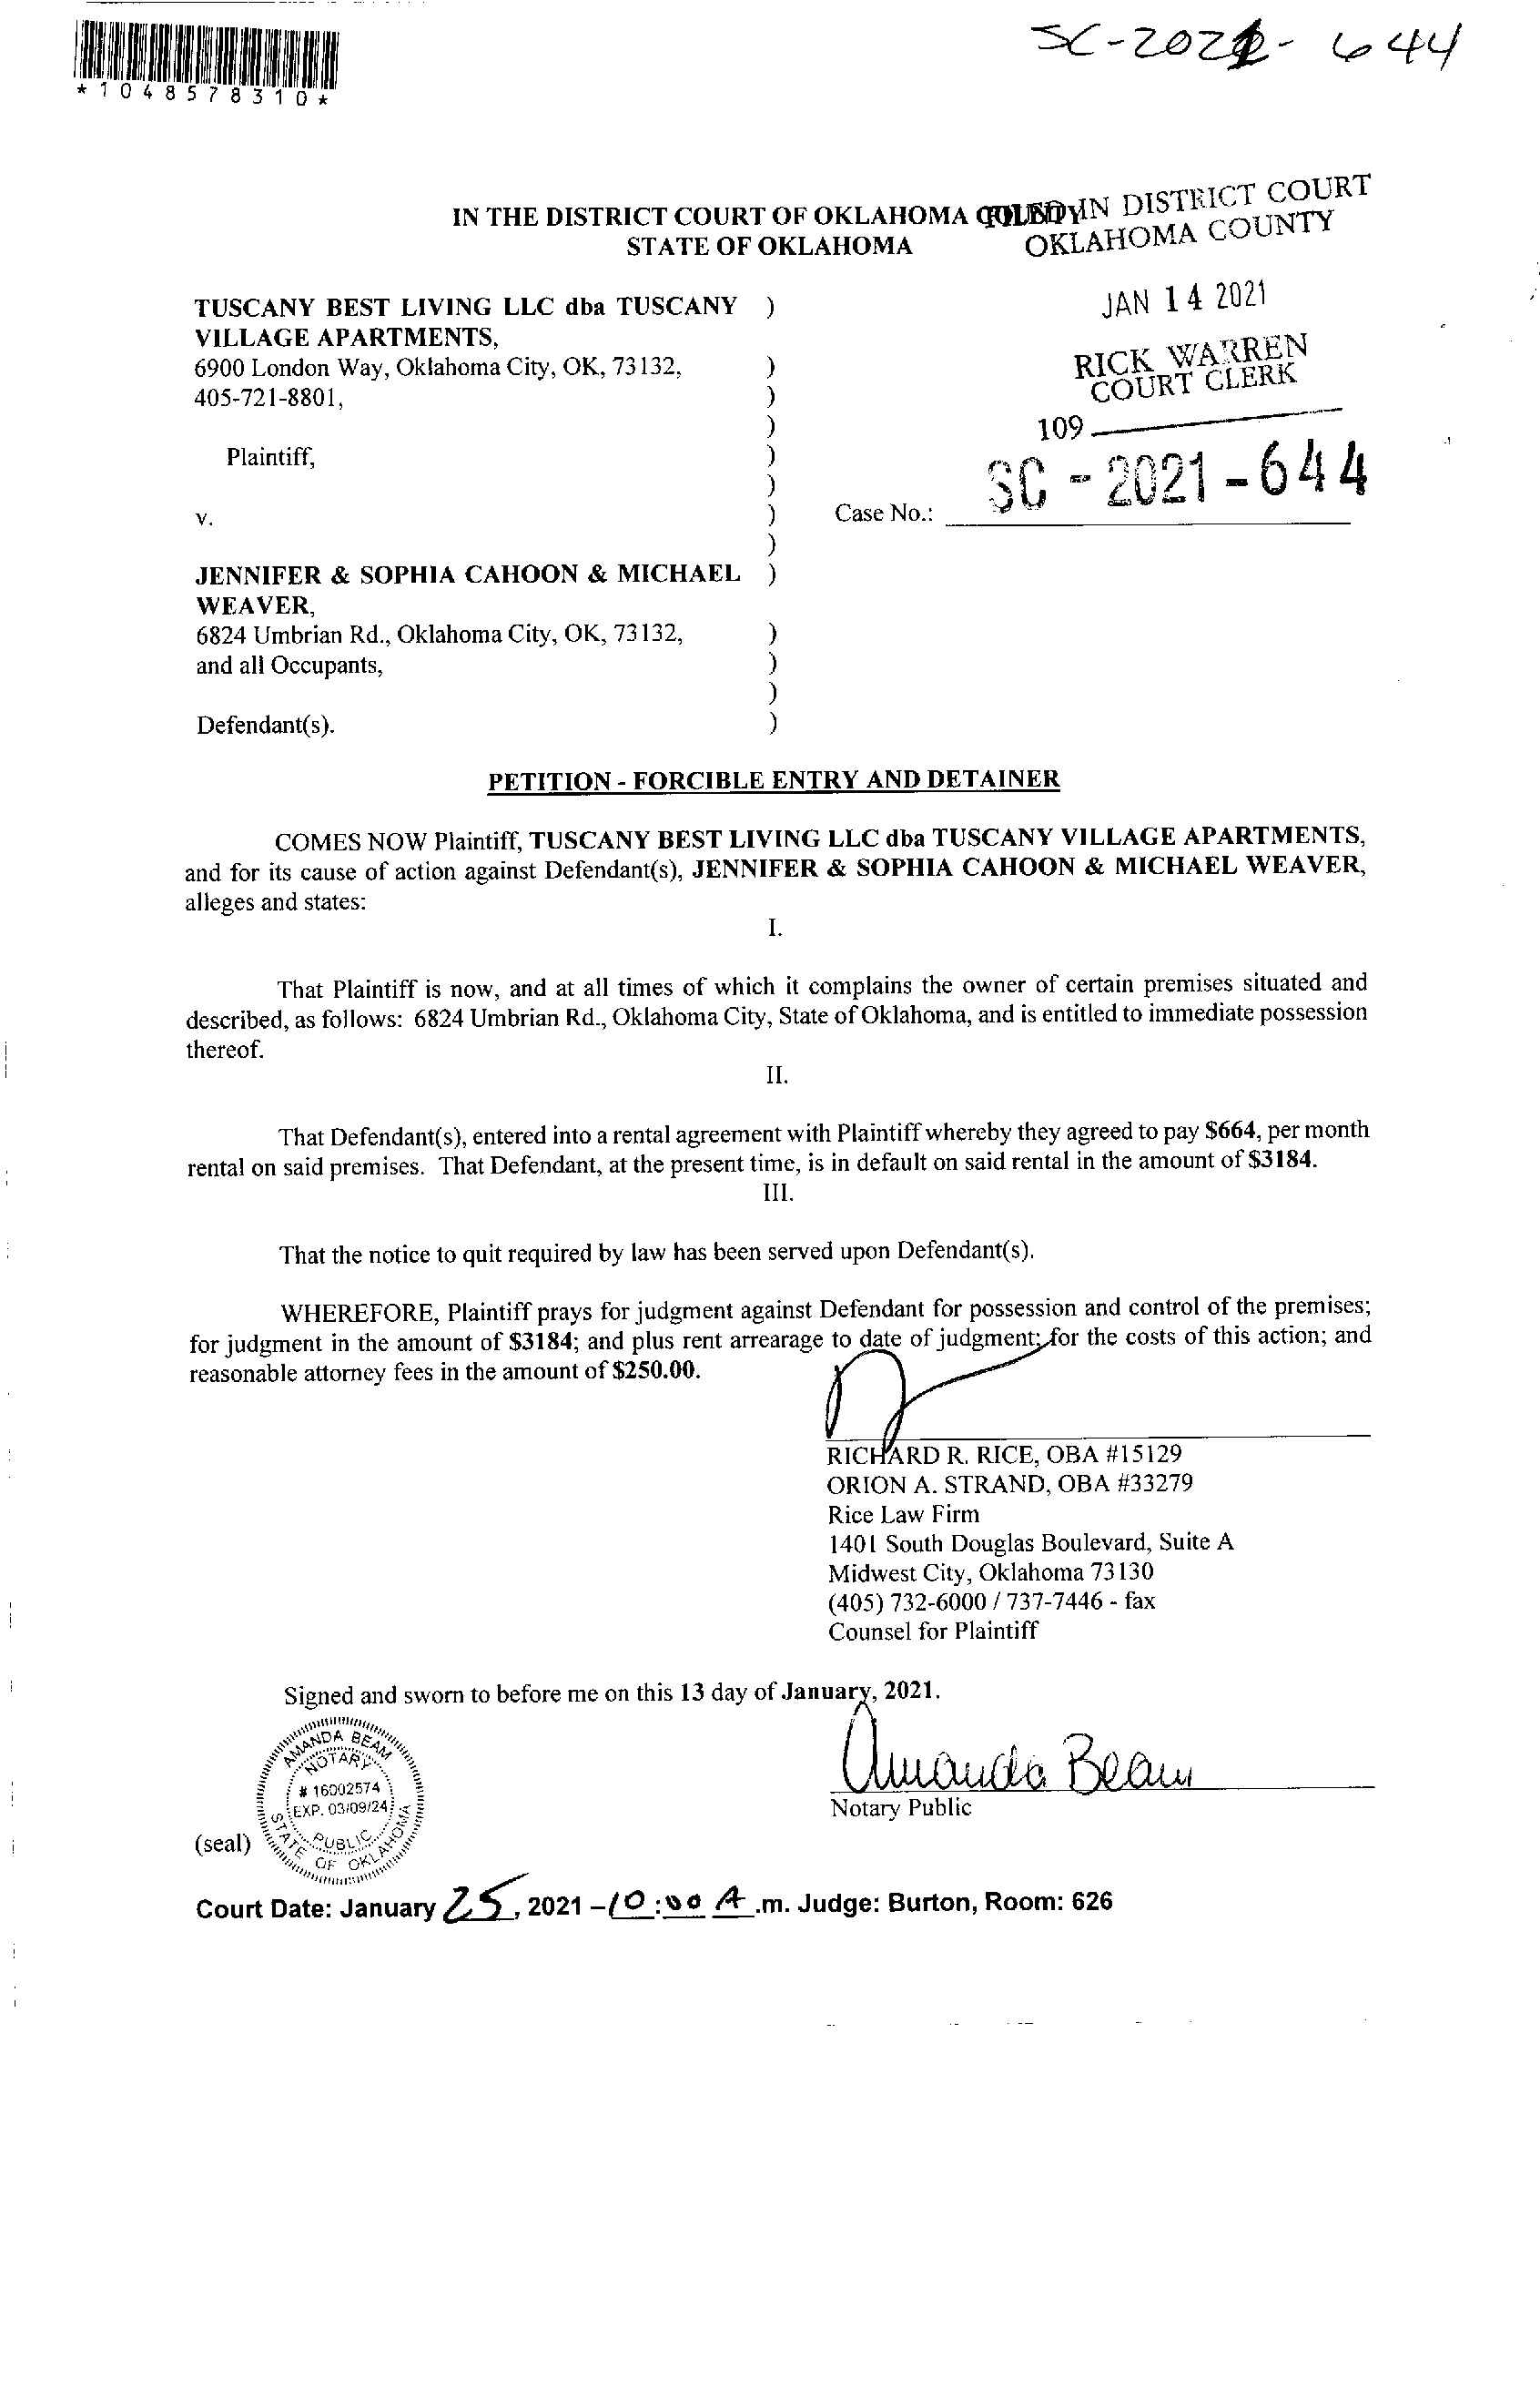 SC-2021-644
*1048578310*
IN THE DISTRICT COURT OF OKLAHOMA COUNTY
STATE OF OKLAHOMA
FILED IN DISTRICT COURT
OKLAHOMA COUNTY
JAN 14 2021
RICK WARREN
COURT CLERK
109
TUSCANY BEST LIVING LLC dba TUSCANY )
VILLAGE APARTMENTS,
6900 London Way, Oklahoma City, OK, 73132, )
405-721-8801, )
)
Plaintiff, )
)
v. ) Case No.: SC - 2021 - 644
)
JENNIFER & SOPHIA CAHOON & MICHAEL )
WEAVER,
6824 Umbrian Rd., Oklahoma City, OK, 73132, )
and all Occupants, )
)
Defendant(s). )
PETITION - FORCIBLE ENTRY AND DETAINER
COMES NOW Plaintiff, TUSCANY BEST LIVING LLC dba TUSCANY VILLAGE APARTMENTS,
and for its cause of action against Defendant(s), JENNIFER & SOPHIA CAHOON & MICHAEL WEAVER,
alleges and states:
I.
That Plaintiff is now, and at all times of which it complains the owner of certain premises situated and
described, as follows: 6824 Umbrian Rd., Oklahoma City, State of Oklahoma, and is entitled to immediate possession
thereof.
II.
That Defendant(s), entered into a rental agreement with Plaintiff whereby they agreed to pay $664, per month
rental on said premises. That Defendant, at the present time, is in default on said rental in the amount of $3184.
III.
That the notice to quit required by law has been served upon Defendant(s).
WHEREFORE, Plaintiff prays for judgment against Defendant for possession and control of the premises;
for judgment in the amount of $3184; and plus rent arrearage to date of judgment; for the costs of this action; and
reasonable attorney fees in the amount of $250.00.
RICHARD R. RICE, OBA #15129
ORION A. STRAND, OBA #33279
Rice Law Firm
1401 South Douglas Boulevard, Suite A
Midwest City, Oklahoma 73130
(405) 732-6000 / 737-7446 - fax
Counsel for Plaintiff
Signed and sworn to before me on this 13 day of January, 2021.
Amanda Beam
Notary Public
AMANDA BEAM
NOTARY
# 16002574
EXP. 03/09/24
PUBLIC
STATE OF OKLAHOMA
(seal)
Court Date: January 25, 2021 - 10:00 A.m. Judge: Burton, Room: 626